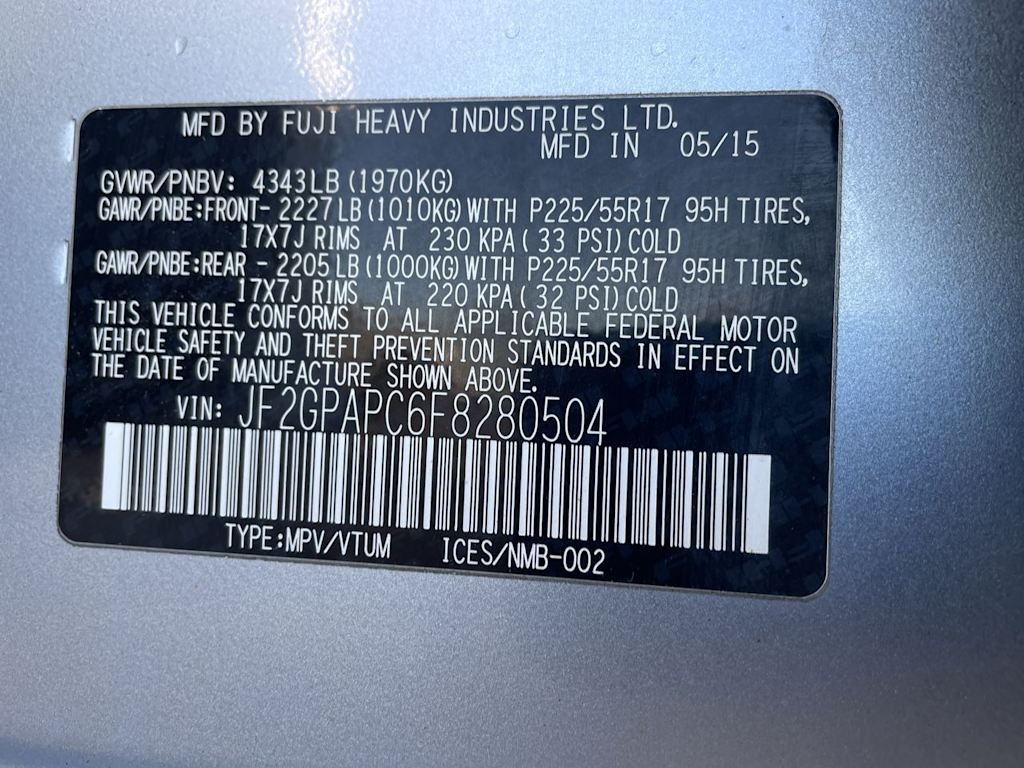 MFD BY FUJI HEAVY INDUSTRIES LTD.
MFD IN 05/15
GVWR/PNBV: 4343LB (1970KG)
GAWR/PNBE:FRONT- 2227LB (1010KG) WITH P225/55R17 95H TIRES,
17X7J RIMS AT 230 KPA ( 33 PSI) COLD
GAWR/PNBE:REAR - 2205LB (1000KG) WITH P225/55R17 95H TIRES,
17X7J RIMS AT 220 KPA ( 32 PSI) COLD
THIS VEHICLE CONFORMS TO ALL APPLICABLE FEDERAL MOTOR
VEHICLE SAFETY AND THEFT PREVENTION STANDARDS IN EFFECT ON
THE DATE OF MANUFACTURE SHOWN ABOVE.
VIN: JF2GPAPC6F8280504
TYPE:MPV/VTUM ICES/NMB-002